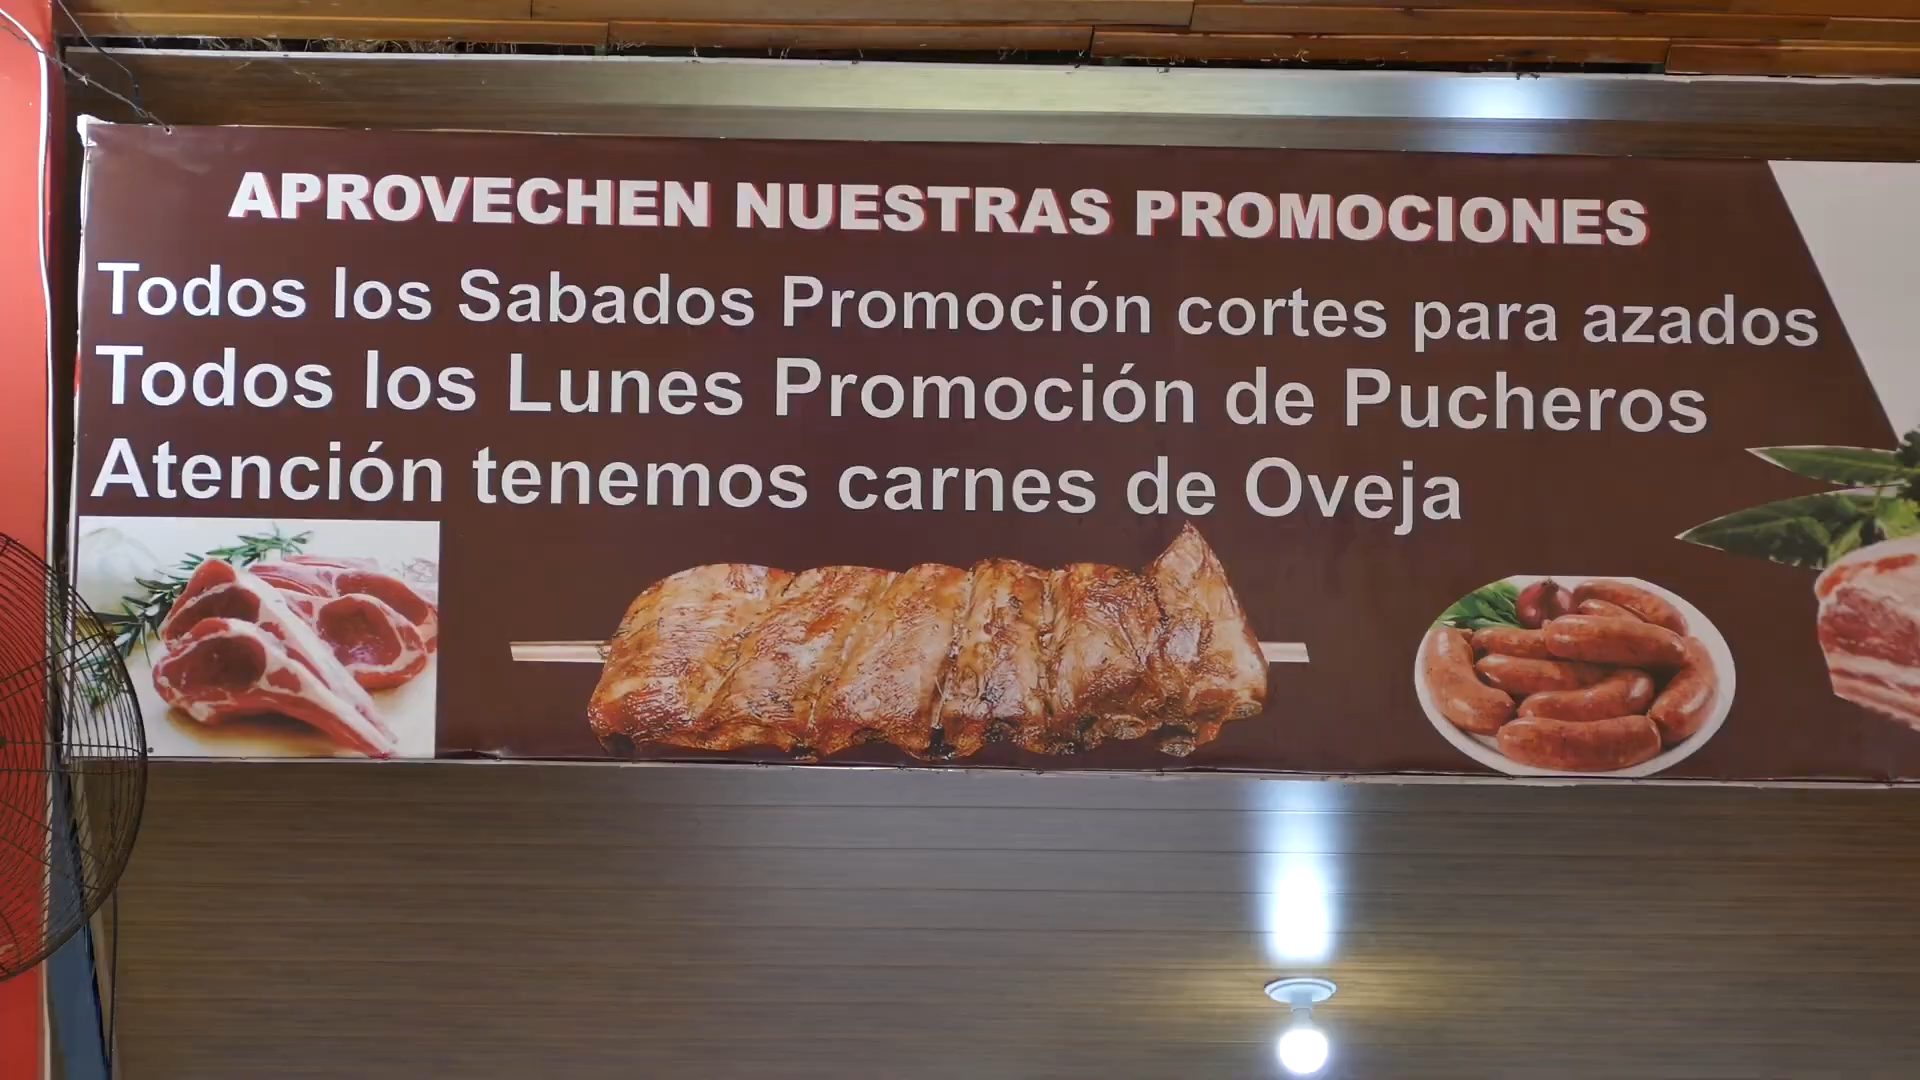 APROVECHEN NUESTRAS PROMOCIONES
Todos los Sabados Promoción cortes para azados
Todos los Lunes Promoción de Pucheros
Atención tenemos carnes de Oveja